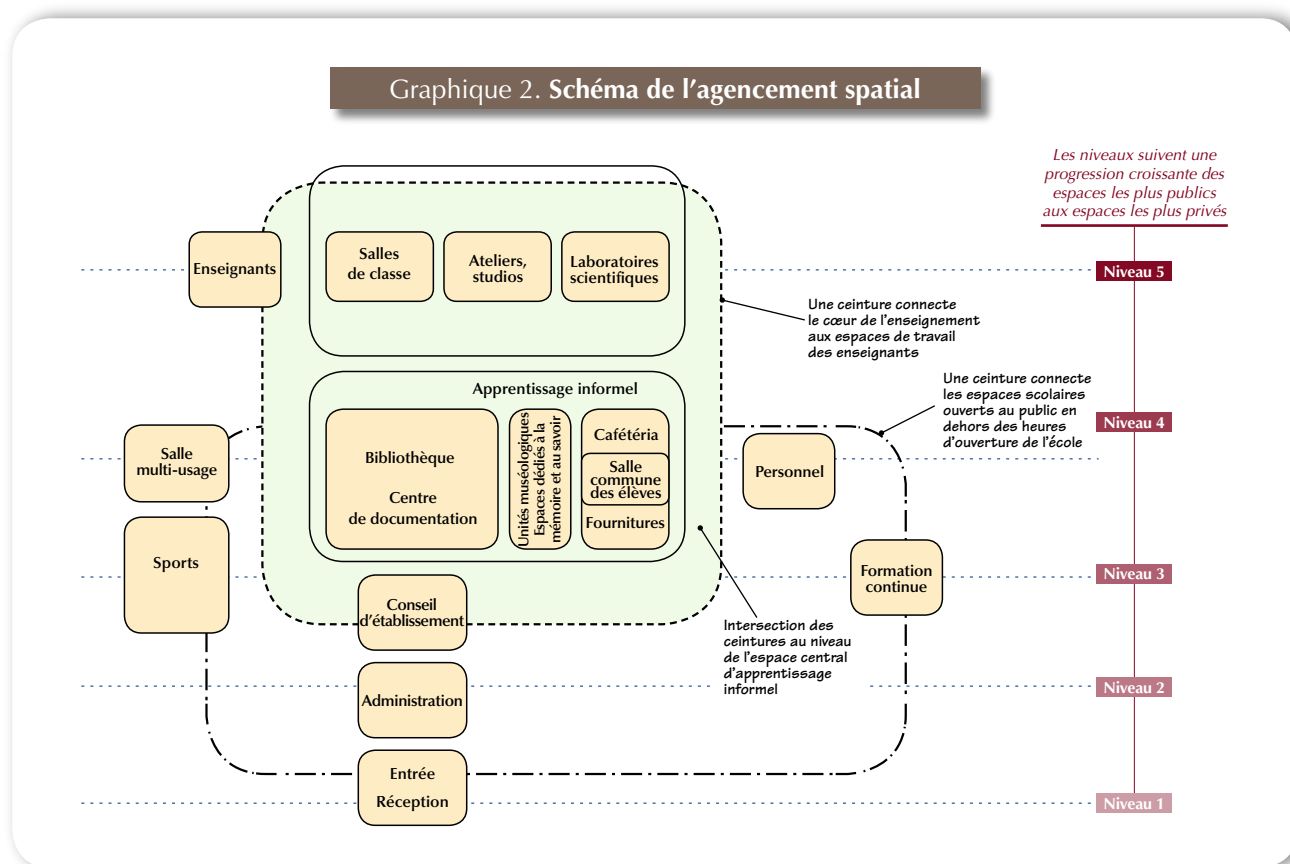 Graphique 2. Schéma de l'agencement spatial
Les niveaux suivent une
progression croissante des
espaces les plus publics
aux espaces les plus privés
Enseignants
Salles
de classe
Ateliers,
studios
Laboratoires
scientifiques
Niveau 5
Une ceinture connecte
le cœur de l'enseignement
aux espaces de travail
des enseignants
Apprentissage informel
Une ceinture connecte
les espaces scolaires
ouverts au public en
dehors des heures
d'ouverture de l'école
Niveau 4
Salle
multi-usage
Bibliothèque
Centre
de documentation
Unités muséologiques
Espaces dédiés à la
mémoire et au savoir
Cafétéria
Salle
commune
des élèves
Fournitures
Personnel
Sports
Formation
continue
Niveau 3
Conseil
d'établissement
Intersection des
ceintures au niveau
de l'espace central
d'apprentissage
informel
Administration
Niveau 2
Entrée
Réception
Niveau 1